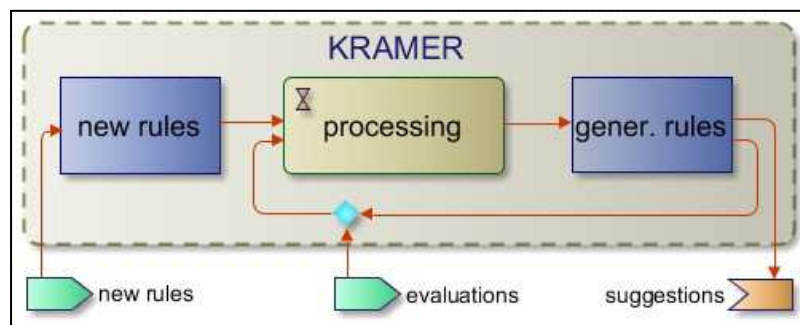 KRAMER
new rules
processing
gener. rules
new rules
evaluations
suggestions